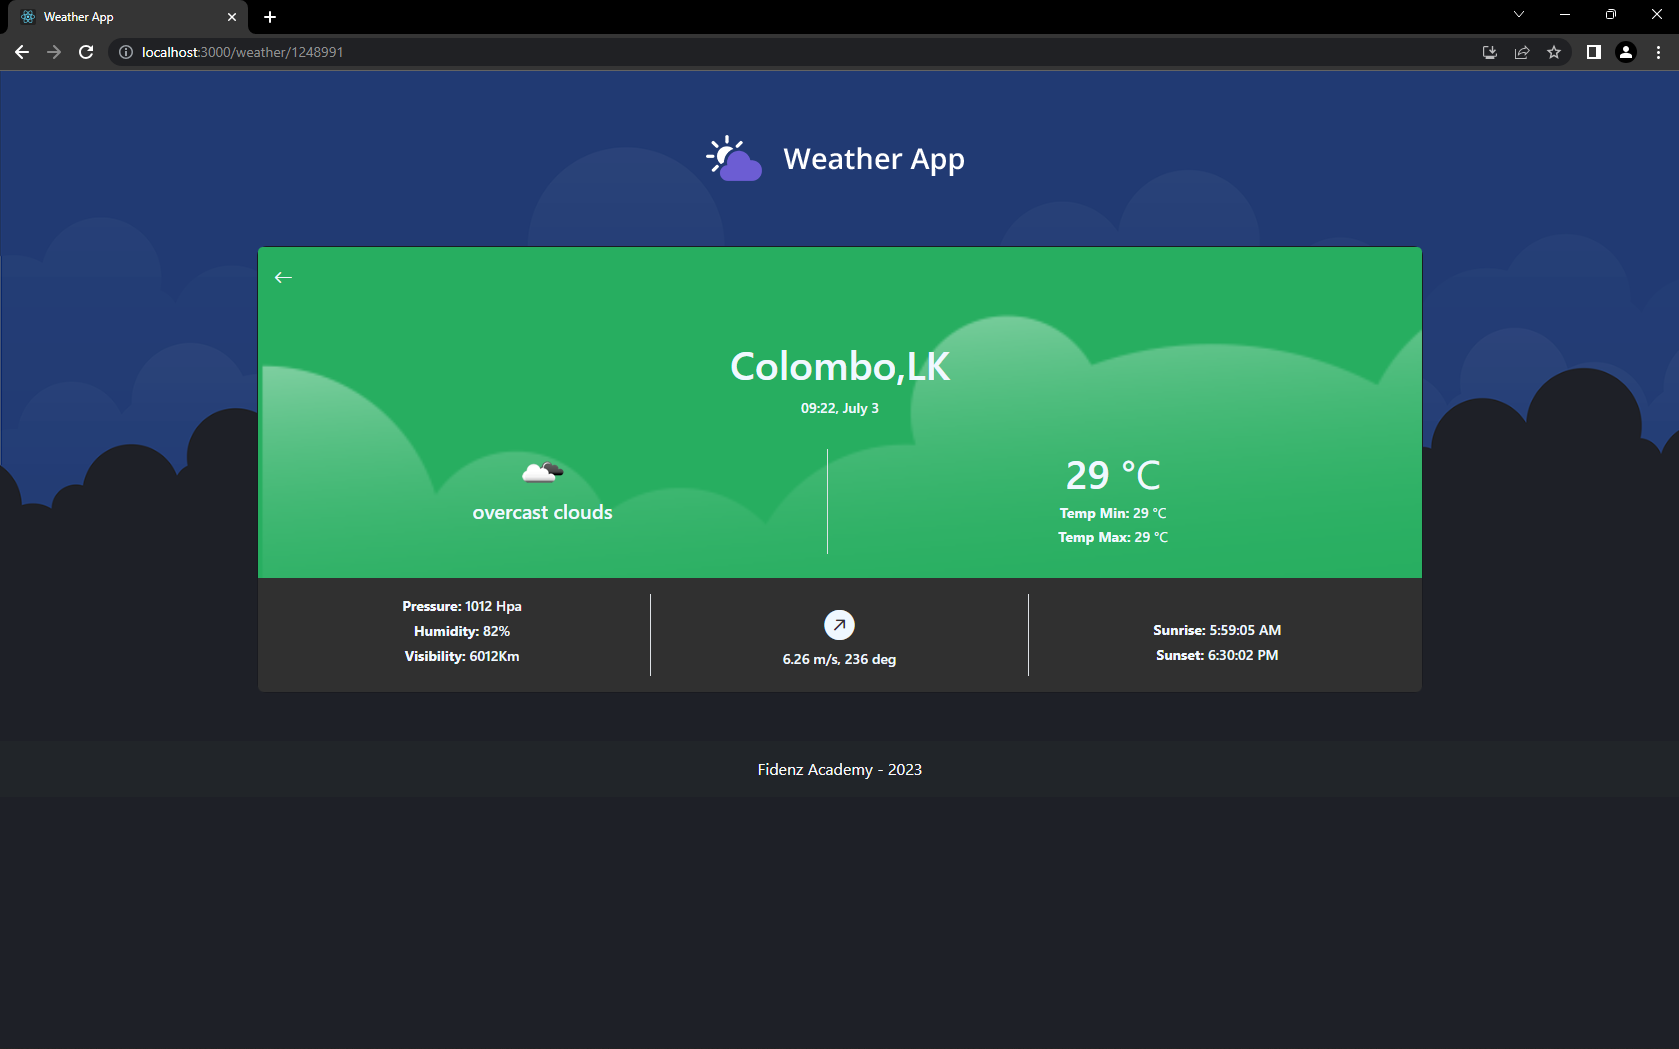 Weather App
localhost:3000/weather/1248991
Weather App
Colombo,LK
09:22, July 3
overcast clouds
29 °C
Temp Min: 29 °C
Temp Max: 29 °C
Pressure: 1012 Hpa
Humidity: 82%
Visibility: 6012Km
6.26 m/s, 236 deg
Sunrise: 5:59:05 AM
Sunset: 6:30:02 PM
Fidenz Academy - 2023